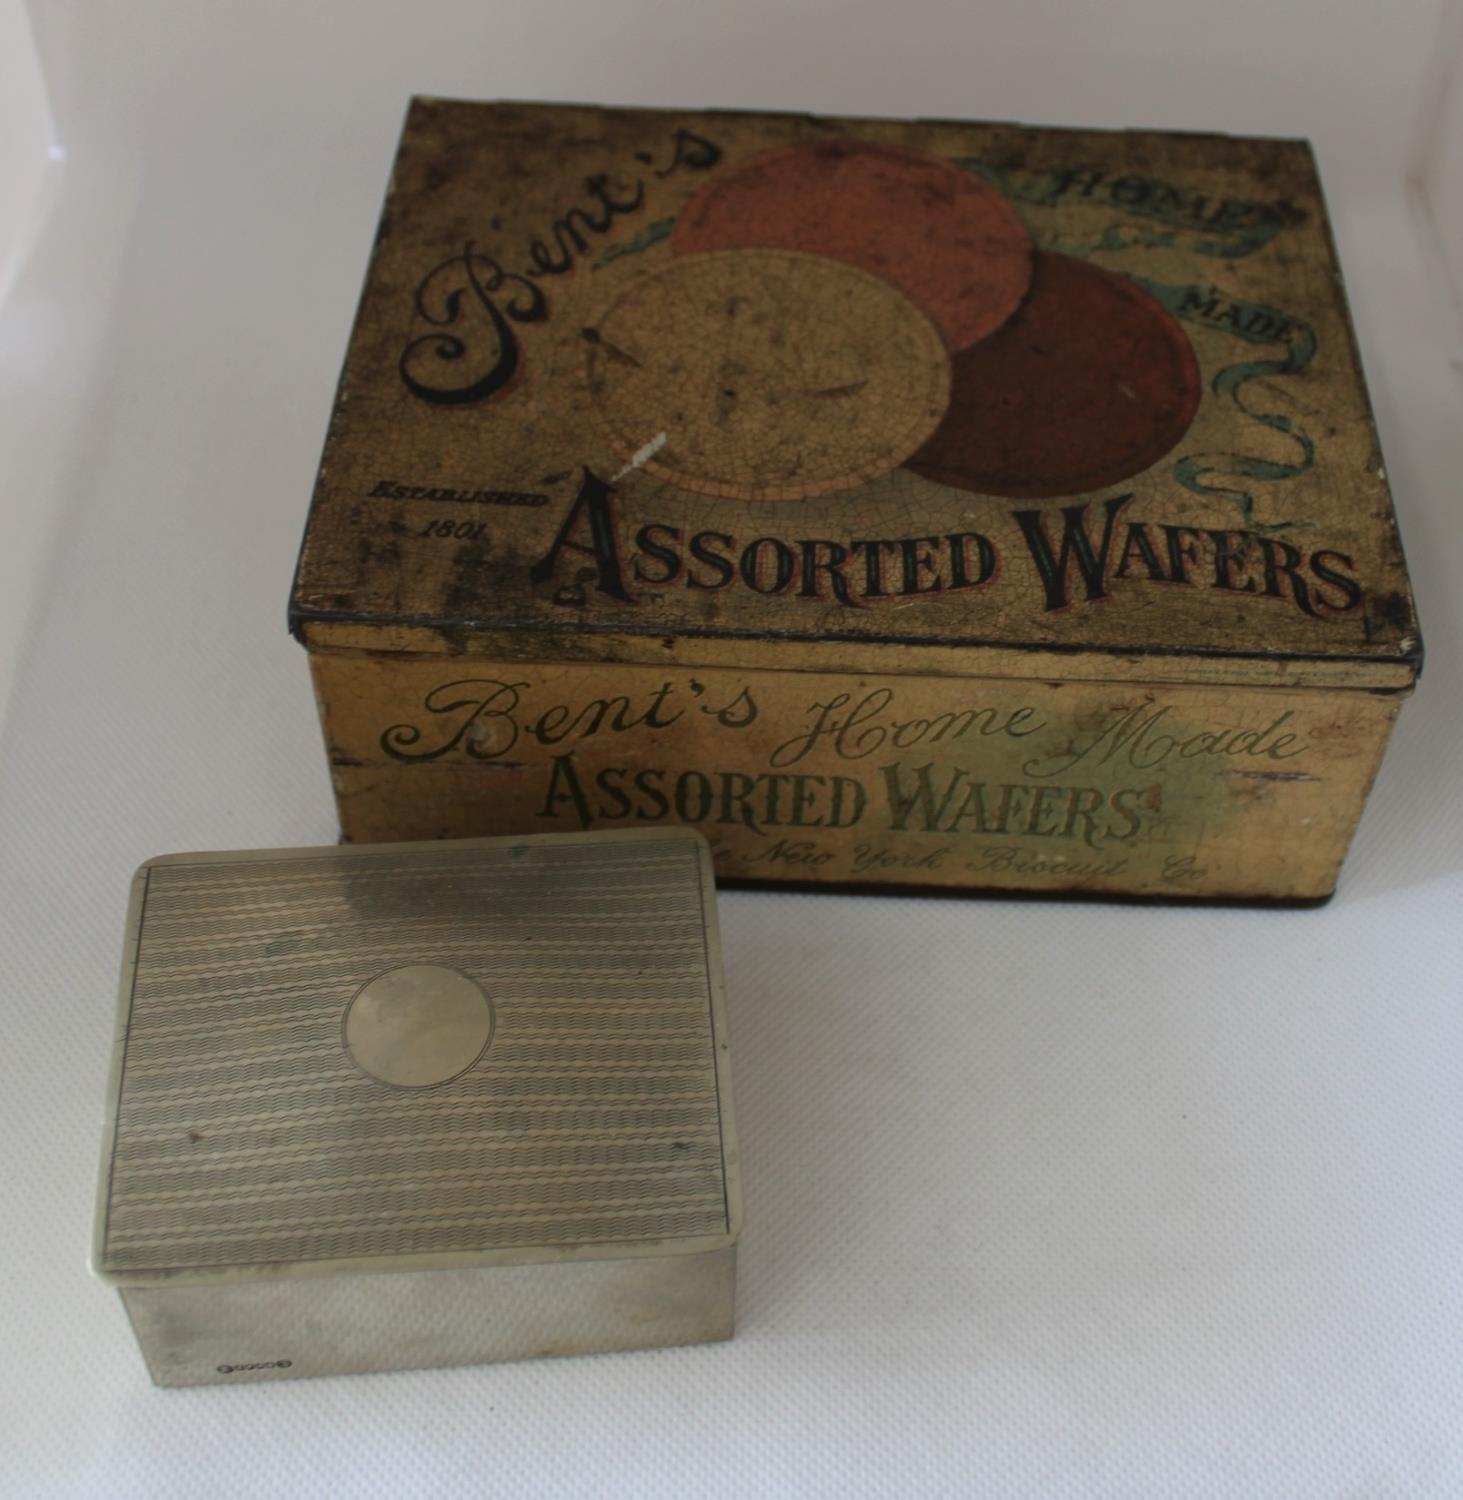 Bent's
HOME
MADE
ESTABLISHED
1801
ASSORTED WAFERS
Bent's Home Made
ASSORTED WAFERS
New York Biscuit Co